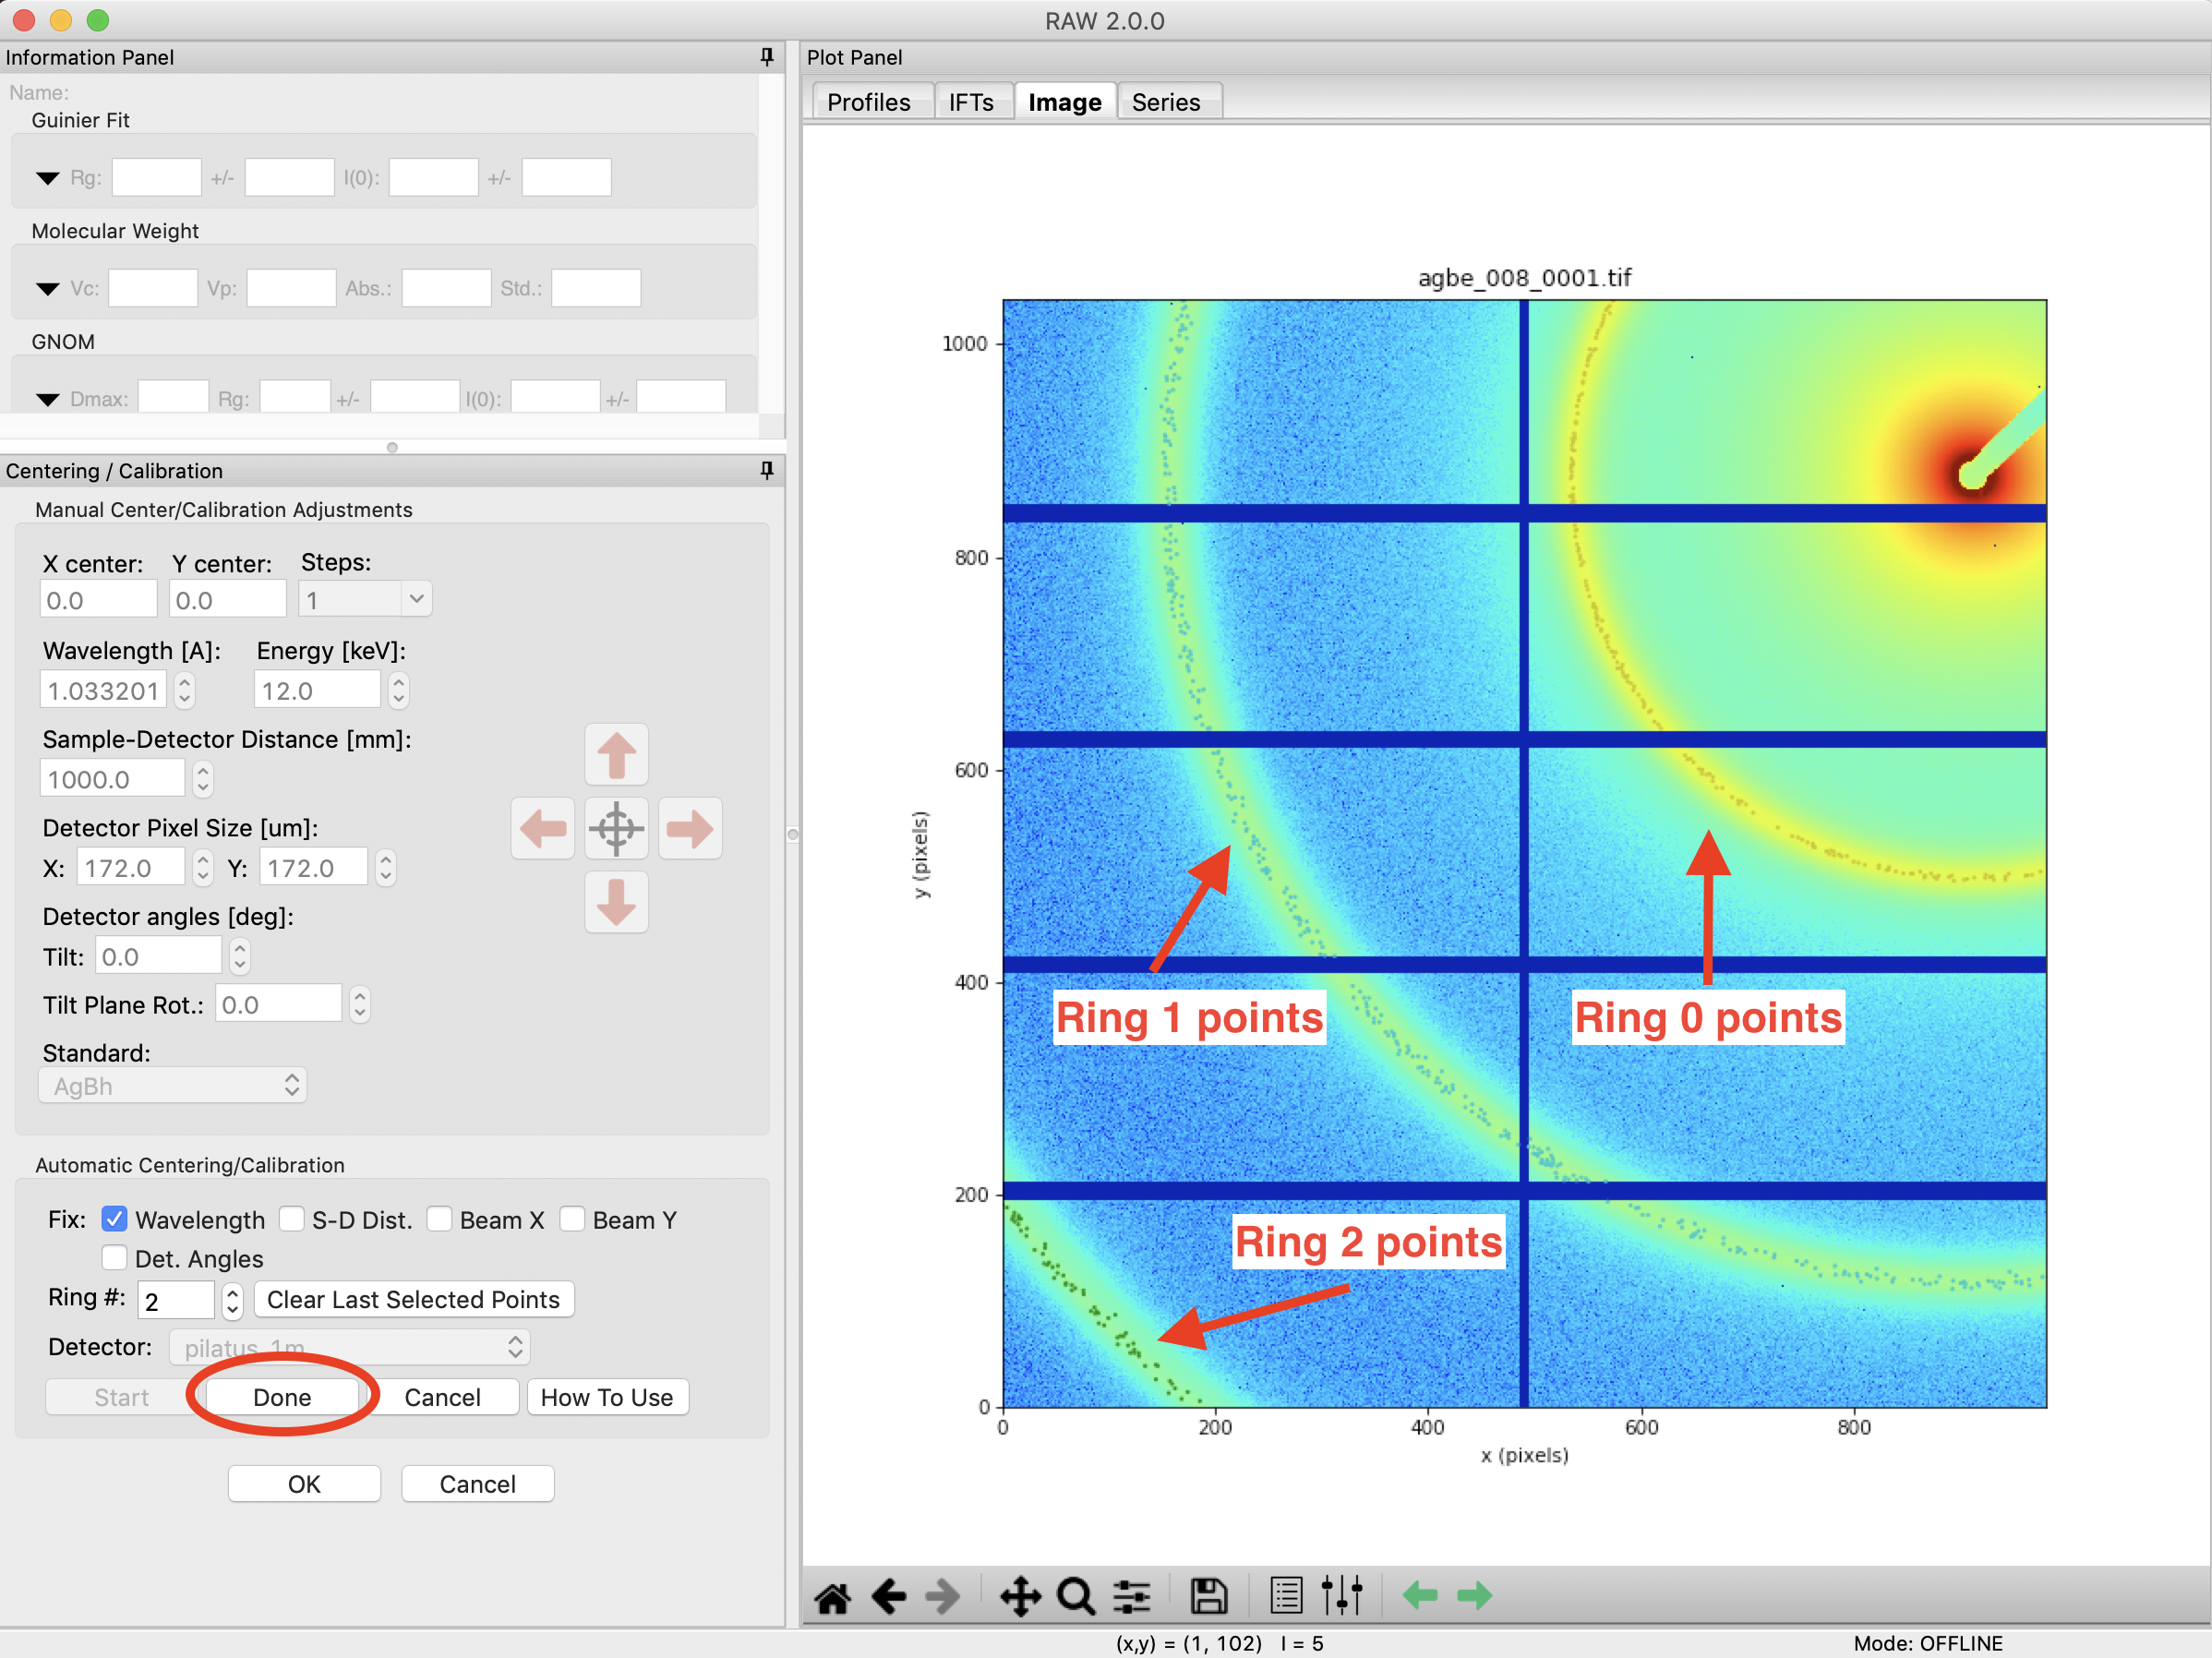 RAW 2.0.0
Information Panel
Name:
Guinier Fit
Rg: +/- I(0): +/-
Molecular Weight
Vc: Vp: Abs.: Std.:
GNOM
Dmax: Rg: +/- I(0): +/-
Centering / Calibration
Manual Center/Calibration Adjustments
X center: Y center: Steps:
0.0 0.0 1
Wavelength [A]: Energy [keV]:
1.033201 12.0
Sample-Detector Distance [mm]:
1000.0
Detector Pixel Size [um]:
X: 172.0 Y: 172.0
Detector angles [deg]:
Tilt: 0.0
Tilt Plane Rot.: 0.0
Standard:
AgBh
Automatic Centering/Calibration
Fix: Wavelength S-D Dist. Beam X Beam Y
Det. Angles
Ring #: 2 Clear Last Selected Points
Detector: pilatus_1m
Start Done Cancel How To Use
OK Cancel
Plot Panel
Profiles IFTs Image Series
agbe_008_0001.tif
1000
800
600
400
200
0
y (pixels)
Ring 1 points
Ring 0 points
Ring 2 points
0 200 400 600 800
x (pixels)
(x,y) = (1, 102) I = 5
Mode: OFFLINE